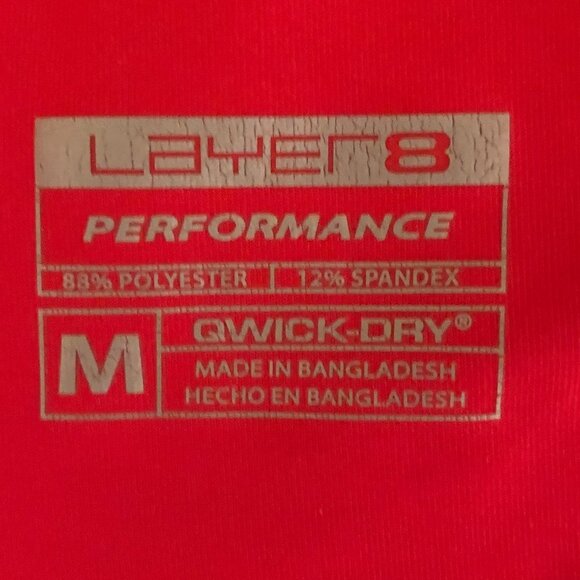 Layer8
PERFORMANCE
88% POLYESTER | 12% SPANDEX
M
QWICK-DRY®
MADE IN BANGLADESH
HECHO EN BANGLADESH